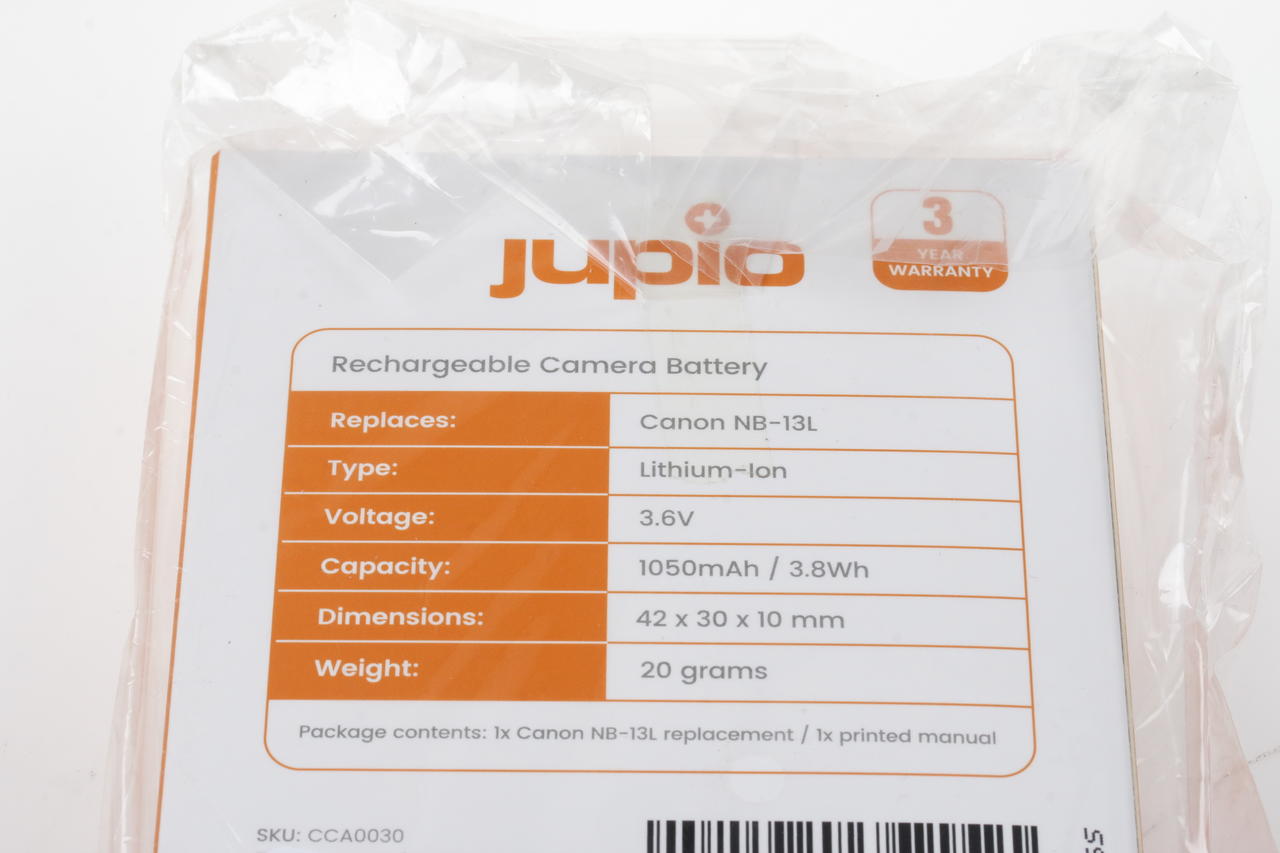 jupio
3
YEAR
WARRANTY
Rechargeable Camera Battery
Replaces: Canon NB-13L
Type: Lithium-Ion
Voltage: 3.6V
Capacity: 1050mAh / 3.8Wh
Dimensions: 42 x 30 x 10 mm
Weight: 20 grams
Package contents: 1x Canon NB-13L replacement / 1x printed manual
SKU: CCA0030